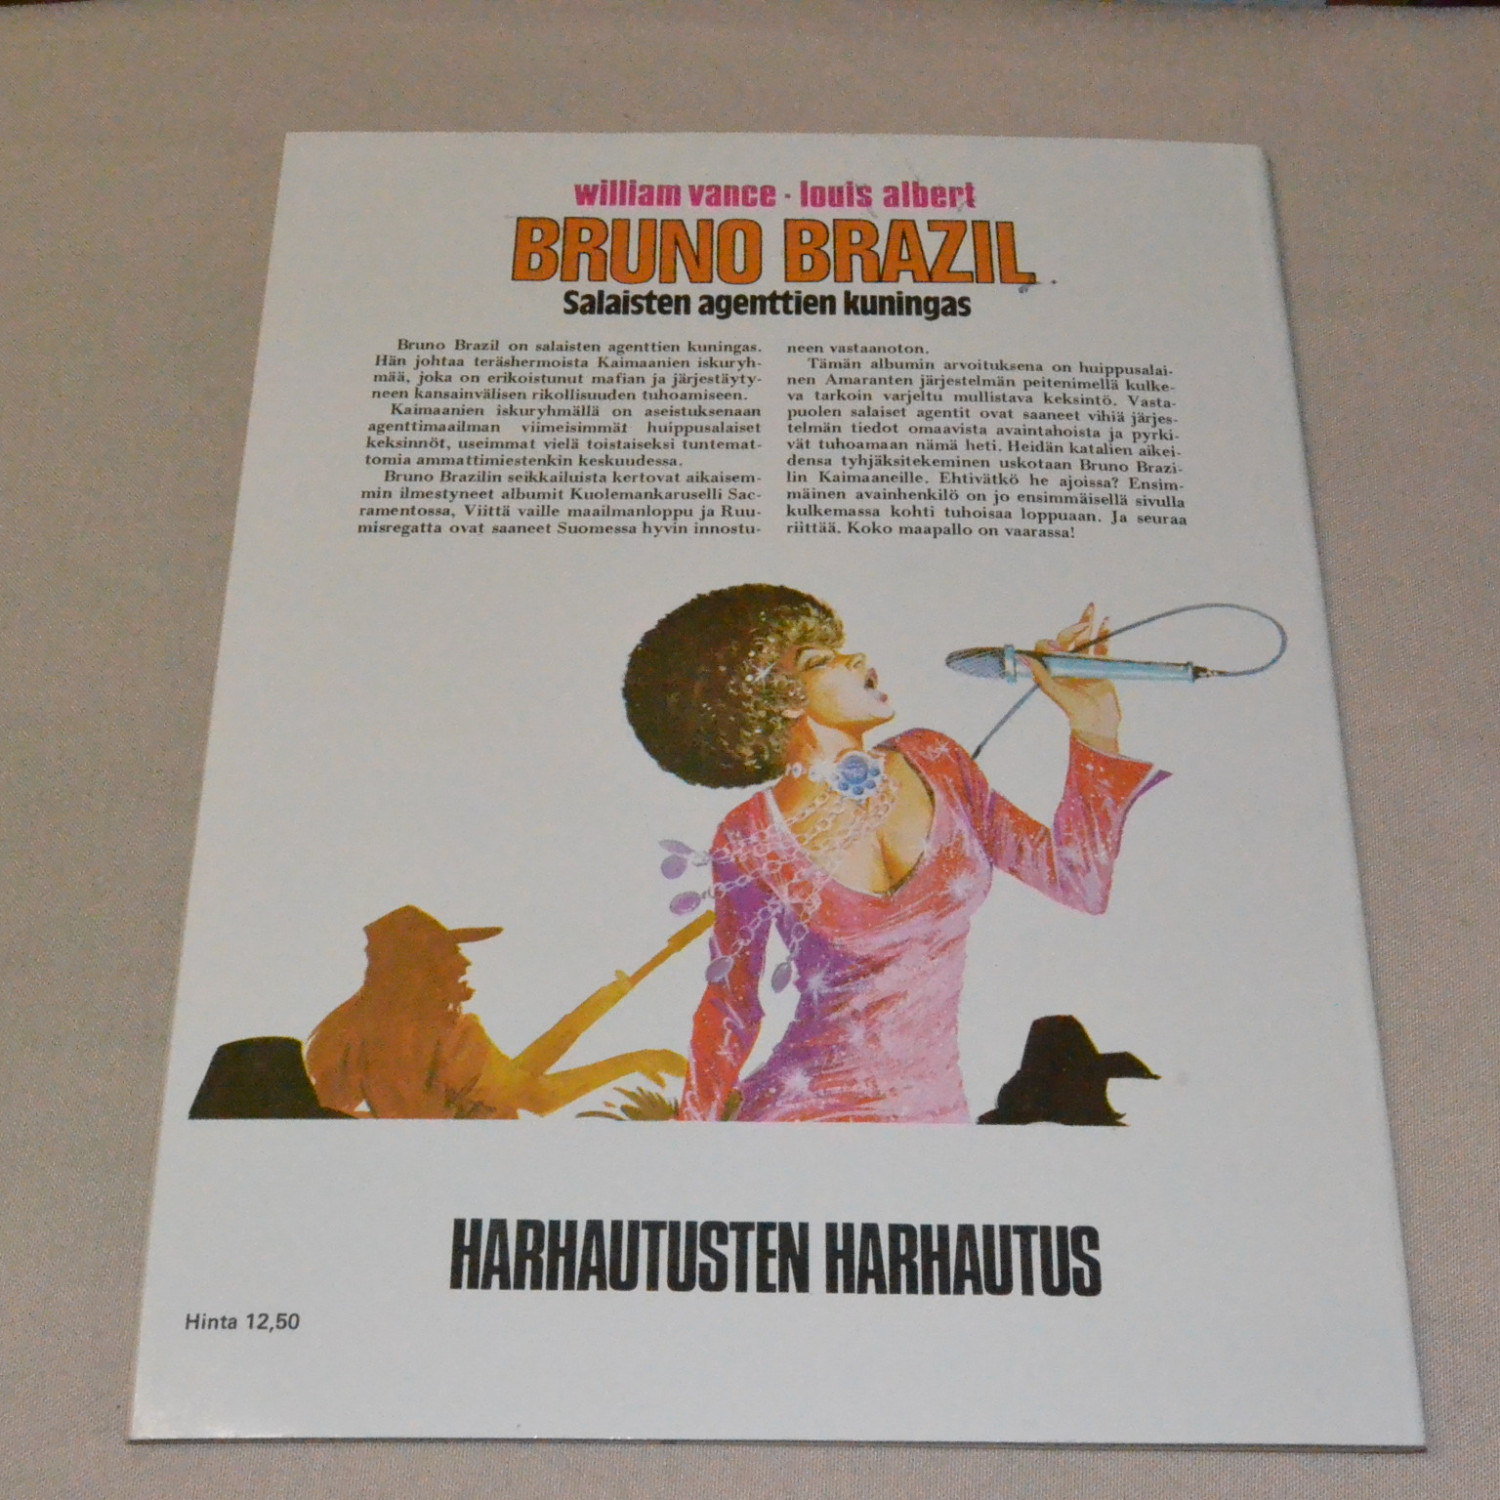 william vance - louis albert
BRUNO BRAZIL
Salaisten agenttien kuningas
Bruno Brazil on salaisten agenttien kuningas.
Hän johtaa teräshermoista Kaimaanien iskuryh-
mää, joka on erikoistunut mafian ja järjestäyty-
neen kansainvälisen rikollisuuden tuhoamiseen.
Kaimaanien iskuryhmällä on aseistuksenaan
agenttimaailman viimeisimmät huippusalaiset
keksinnöt, useimmat vielä toistaiseksi tuntemat-
tomia ammattimiestenkin keskuudessa.
Bruno Brazilin seikkailuista kertovat aikaisem-
min ilmestyneet albumit Kuolemankaruselli Sac-
ramentossa, Viittä vaille maailmanloppu ja Ruu-
misregatta ovat saaneet Suomessa hyvin innostu-
neen vastaanoton.
Tämän albumin arvoituksena on huippusalai-
nen Amaranten järjestelmän peitenimellä kulke-
va tarkoin varjeltu mullistava keksintö. Vasta-
puolen salaiset agentit ovat saaneet vihiä järjes-
telmän tiedot omaavista avaintahoista ja pyrki-
vät tuhoamaan nämä heti. Heidän katalien aikei-
densa tyhjäksitekeminen uskotaan Bruno Brazi-
lin Kaimaaneille. Ehtivätkö he ajoissa? Ensim-
mäinen avainhenkilö on jo ensimmäisellä sivulla
kulkemassa kohti tuhoisaa loppuaan. Ja seuraa
riittää. Koko maapallo on vaarassa!
HARHAUTUSTEN HARHAUTUS
Hinta 12,50